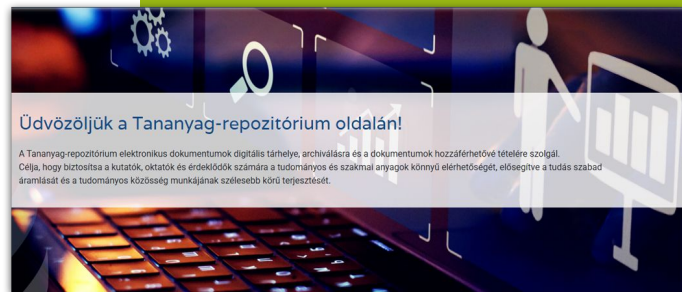 Üdvözöljük a Tananyag-repozitórium oldalán!
A Tananyag-repozitórium elektronikus dokumentumok digitális tárhelye, archiválásra és a dokumentumok hozzáférhetővé tételére szolgál.
Célja, hogy biztosítsa a kutatók, oktatók és érdeklődők számára a tudományos és szakmai anyagok könnyű elérhetőségét, elősegítve a tudás szabad
áramlását és a tudományos közösség munkájának szélesebb körű terjesztését.